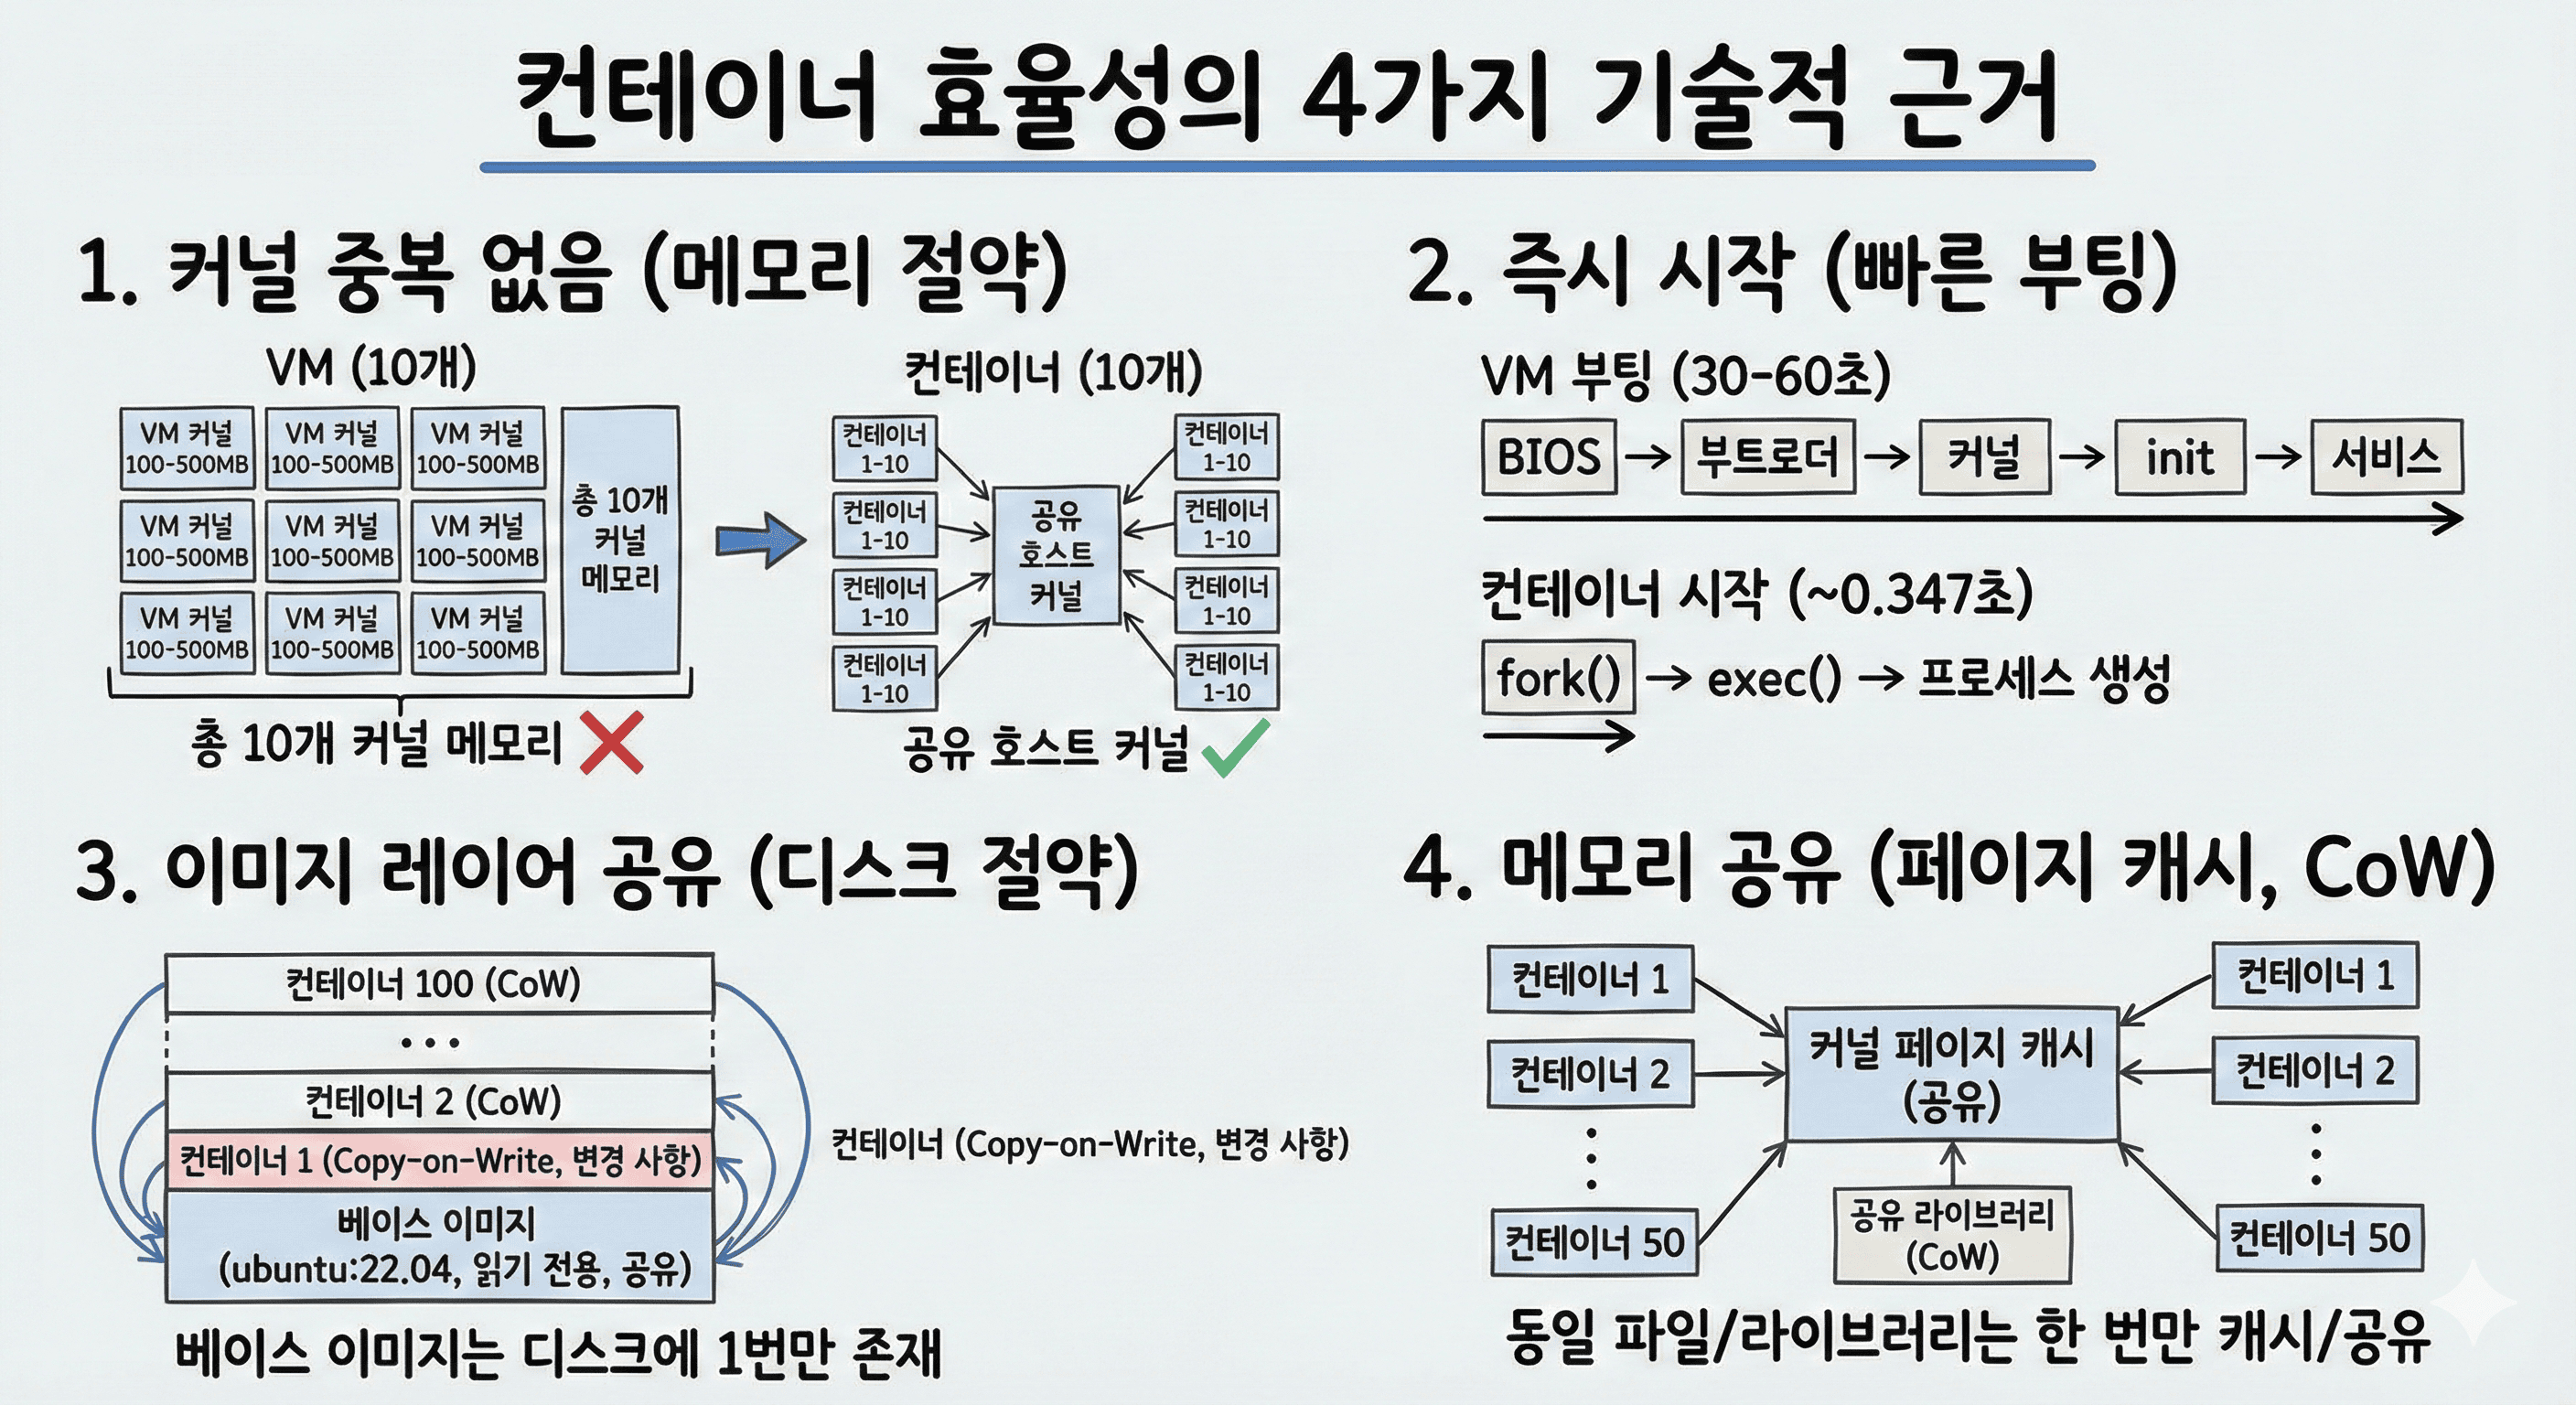 컨테이너 효율성의 4가지 기술적 근거
1. 커널 중복 없음 (메모리 절약)
VM (10개)
VM 커널
100-500MB
VM 커널
100-500MB
VM 커널
100-500MB
VM 커널
100-500MB
VM 커널
100-500MB
VM 커널
100-500MB
VM 커널
100-500MB
VM 커널
100-500MB
VM 커널
100-500MB
총 10개
커널
메모리
총 10개 커널 메모리
컨테이너 (10개)
컨테이너
1-10
컨테이너
1-10
컨테이너
1-10
컨테이너
1-10
공유
호스트
커널
컨테이너
1-10
컨테이너
1-10
컨테이너
1-10
컨테이너
1-10
공유 호스트 커널
2. 즉시 시작 (빠른 부팅)
VM 부팅 (30-60초)
BIOS → 부트로더 → 커널 → init → 서비스
컨테이너 시작 (~0.347초)
fork() → exec() → 프로세스 생성
3. 이미지 레이어 공유 (디스크 절약)
컨테이너 100 (CoW)
...
컨테이너 2 (CoW)
컨테이너 1 (Copy-on-Write, 변경 사항)
베이스 이미지
(ubuntu:22.04, 읽기 전용, 공유)
컨테이너 (Copy-on-Write, 변경 사항)
베이스 이미지는 디스크에 1번만 존재
4. 메모리 공유 (페이지 캐시, CoW)
컨테이너 1
컨테이너 2
컨테이너 50
커널 페이지 캐시
(공유)
공유 라이브러리
(CoW)
컨테이너 1
컨테이너 2
컨테이너 50
동일 파일/라이브러리는 한 번만 캐시/공유